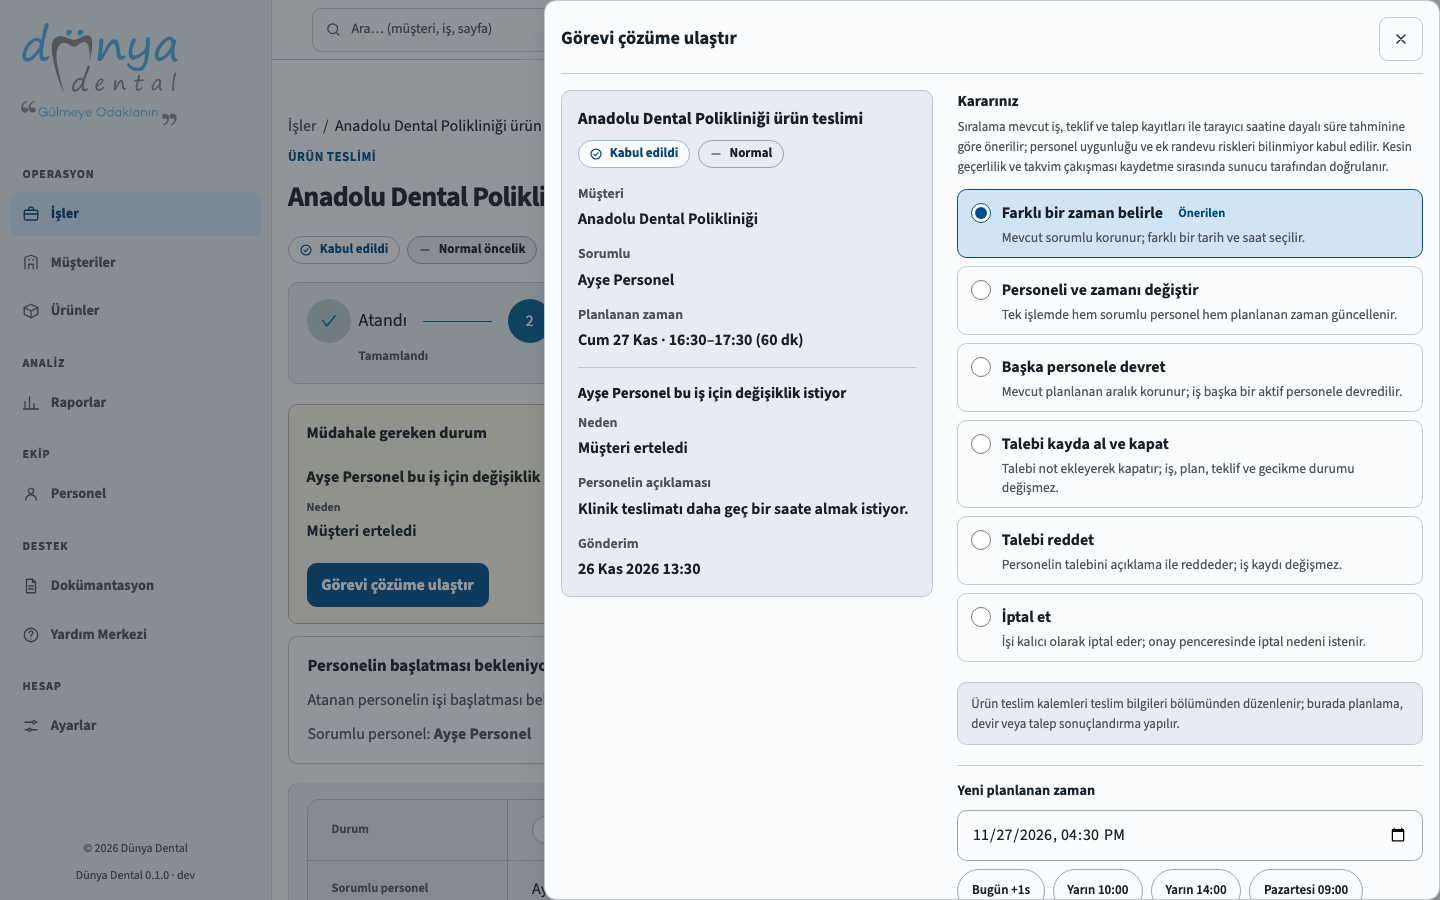 dünya
dental
“Gülmeye Odaklanın„
OPERASYON
İşler
Müşteriler
Ürünler
ANALİZ
Raporlar
EKİP
Personel
DESTEK
Dokümantasyon
Yardım Merkezi
HESAP
Ayarlar
© 2026 Dünya Dental
Dünya Dental 0.1.0 · dev
Ara… (müşteri, iş, sayfa)
İşler / Anadolu Dental Polikliniği ürün
ÜRÜN TESLİMİ
Anadolu Dental Polikli
Kabul edildi
Normal öncelik
Atandı
Tamamlandı
2
Müdahale gereken durum
Ayşe Personel bu iş için değişiklik
Neden
Müşteri erteledi
Görevi çözüme ulaştır
Personelin başlatması bekleniyo
Atanan personelin işi başlatması be
Sorumlu personel: Ayşe Personel
Durum
Sorumlu personel
Ay
Görevi çözüme ulaştır
Anadolu Dental Polikliniği ürün teslimi
Kabul edildi
Normal
Müşteri
Anadolu Dental Polikliniği
Sorumlu
Ayşe Personel
Planlanan zaman
Cum 27 Kas · 16:30–17:30 (60 dk)
Ayşe Personel bu iş için değişiklik istiyor
Neden
Müşteri erteledi
Personelin açıklaması
Klinik teslimatı daha geç bir saate almak istiyor.
Gönderim
26 Kas 2026 13:30
Kararınız
Sıralama mevcut iş, teklif ve talep kayıtları ile tarayıcı saatine dayalı süre tahminine
göre önerilir; personel uygunluğu ve ek randevu riskleri bilinmiyor kabul edilir. Kesin
geçerlilik ve takvim çakışması kaydetme sırasında sunucu tarafından doğrulanır.
Farklı bir zaman belirle Önerilen
Mevcut sorumlu korunur; farklı bir tarih ve saat seçilir.
Personeli ve zamanı değiştir
Tek işlemde hem sorumlu personel hem planlanan zaman güncellenir.
Başka personele devret
Mevcut planlanan aralık korunur; iş başka bir aktif personele devredilir.
Talebi kayda al ve kapat
Talebi not ekleyerek kapatır; iş, plan, teklif ve gecikme durumu
değişmez.
Talebi reddet
Personelin talebini açıklama ile reddeder; iş kaydı değişmez.
İptal et
İşi kalıcı olarak iptal eder; onay penceresinde iptal nedeni istenir.
Ürün teslim kalemleri teslim bilgileri bölümünden düzenlenir; burada planlama,
devir veya talep sonuçlandırma yapılır.
Yeni planlanan zaman
11/27/2026, 04:30 PM
Bugün +1s
Yarın 10:00
Yarın 14:00
Pazartesi 09:00